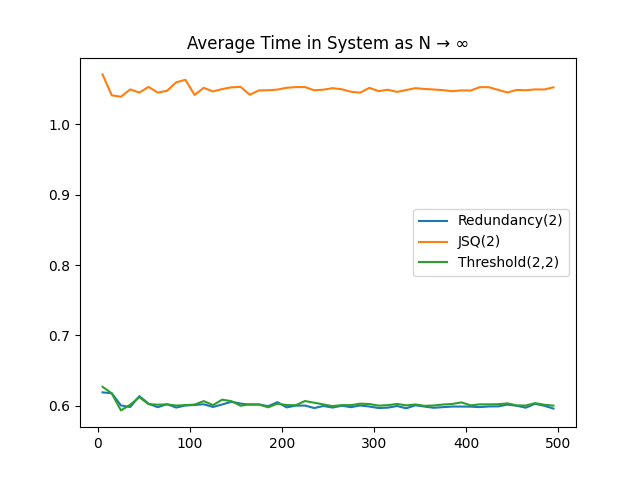 Average Time in System as N → ∞
1.0
0.9
0.8
0.7
0.6
Redundancy(2)
JSQ(2)
Threshold(2,2)
0
100
200
300
400
500